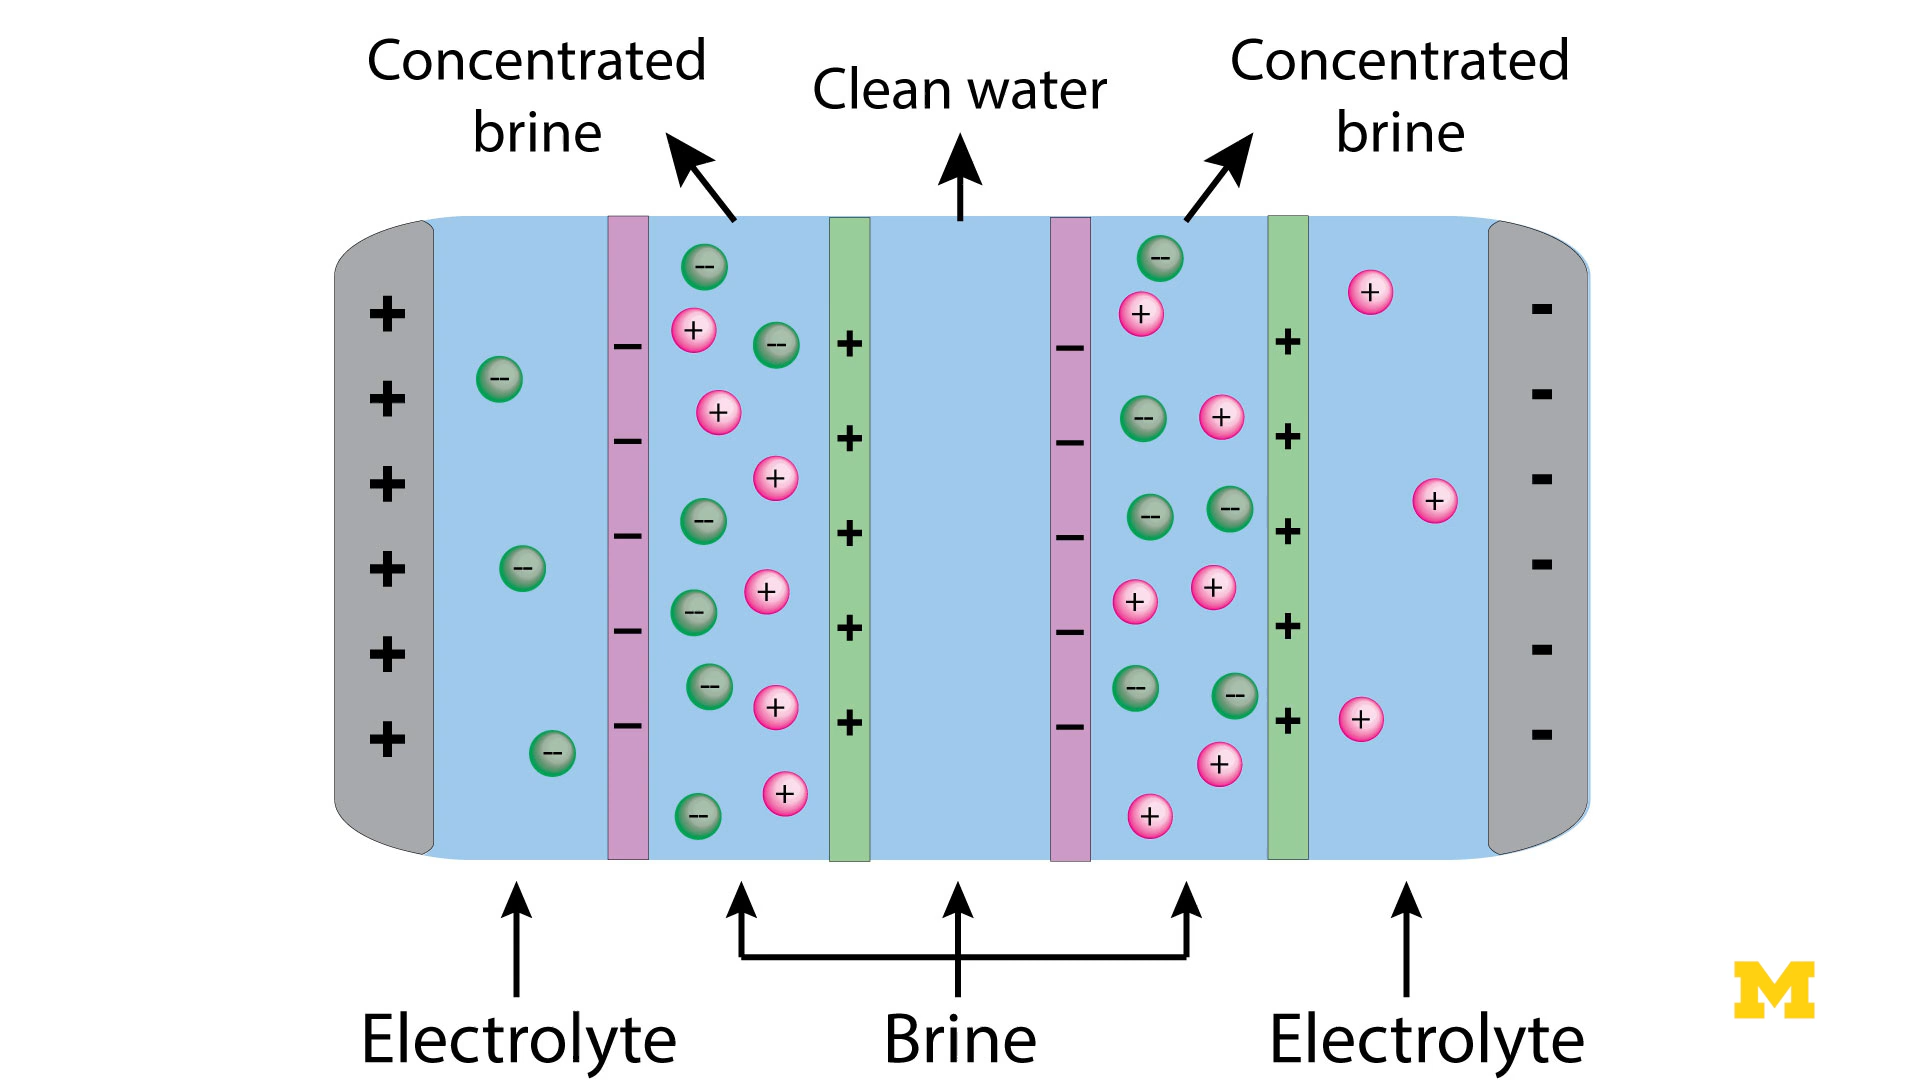 Concentrated
brine
Clean water
Concentrated
brine
Electrolyte
Brine
Electrolyte
M